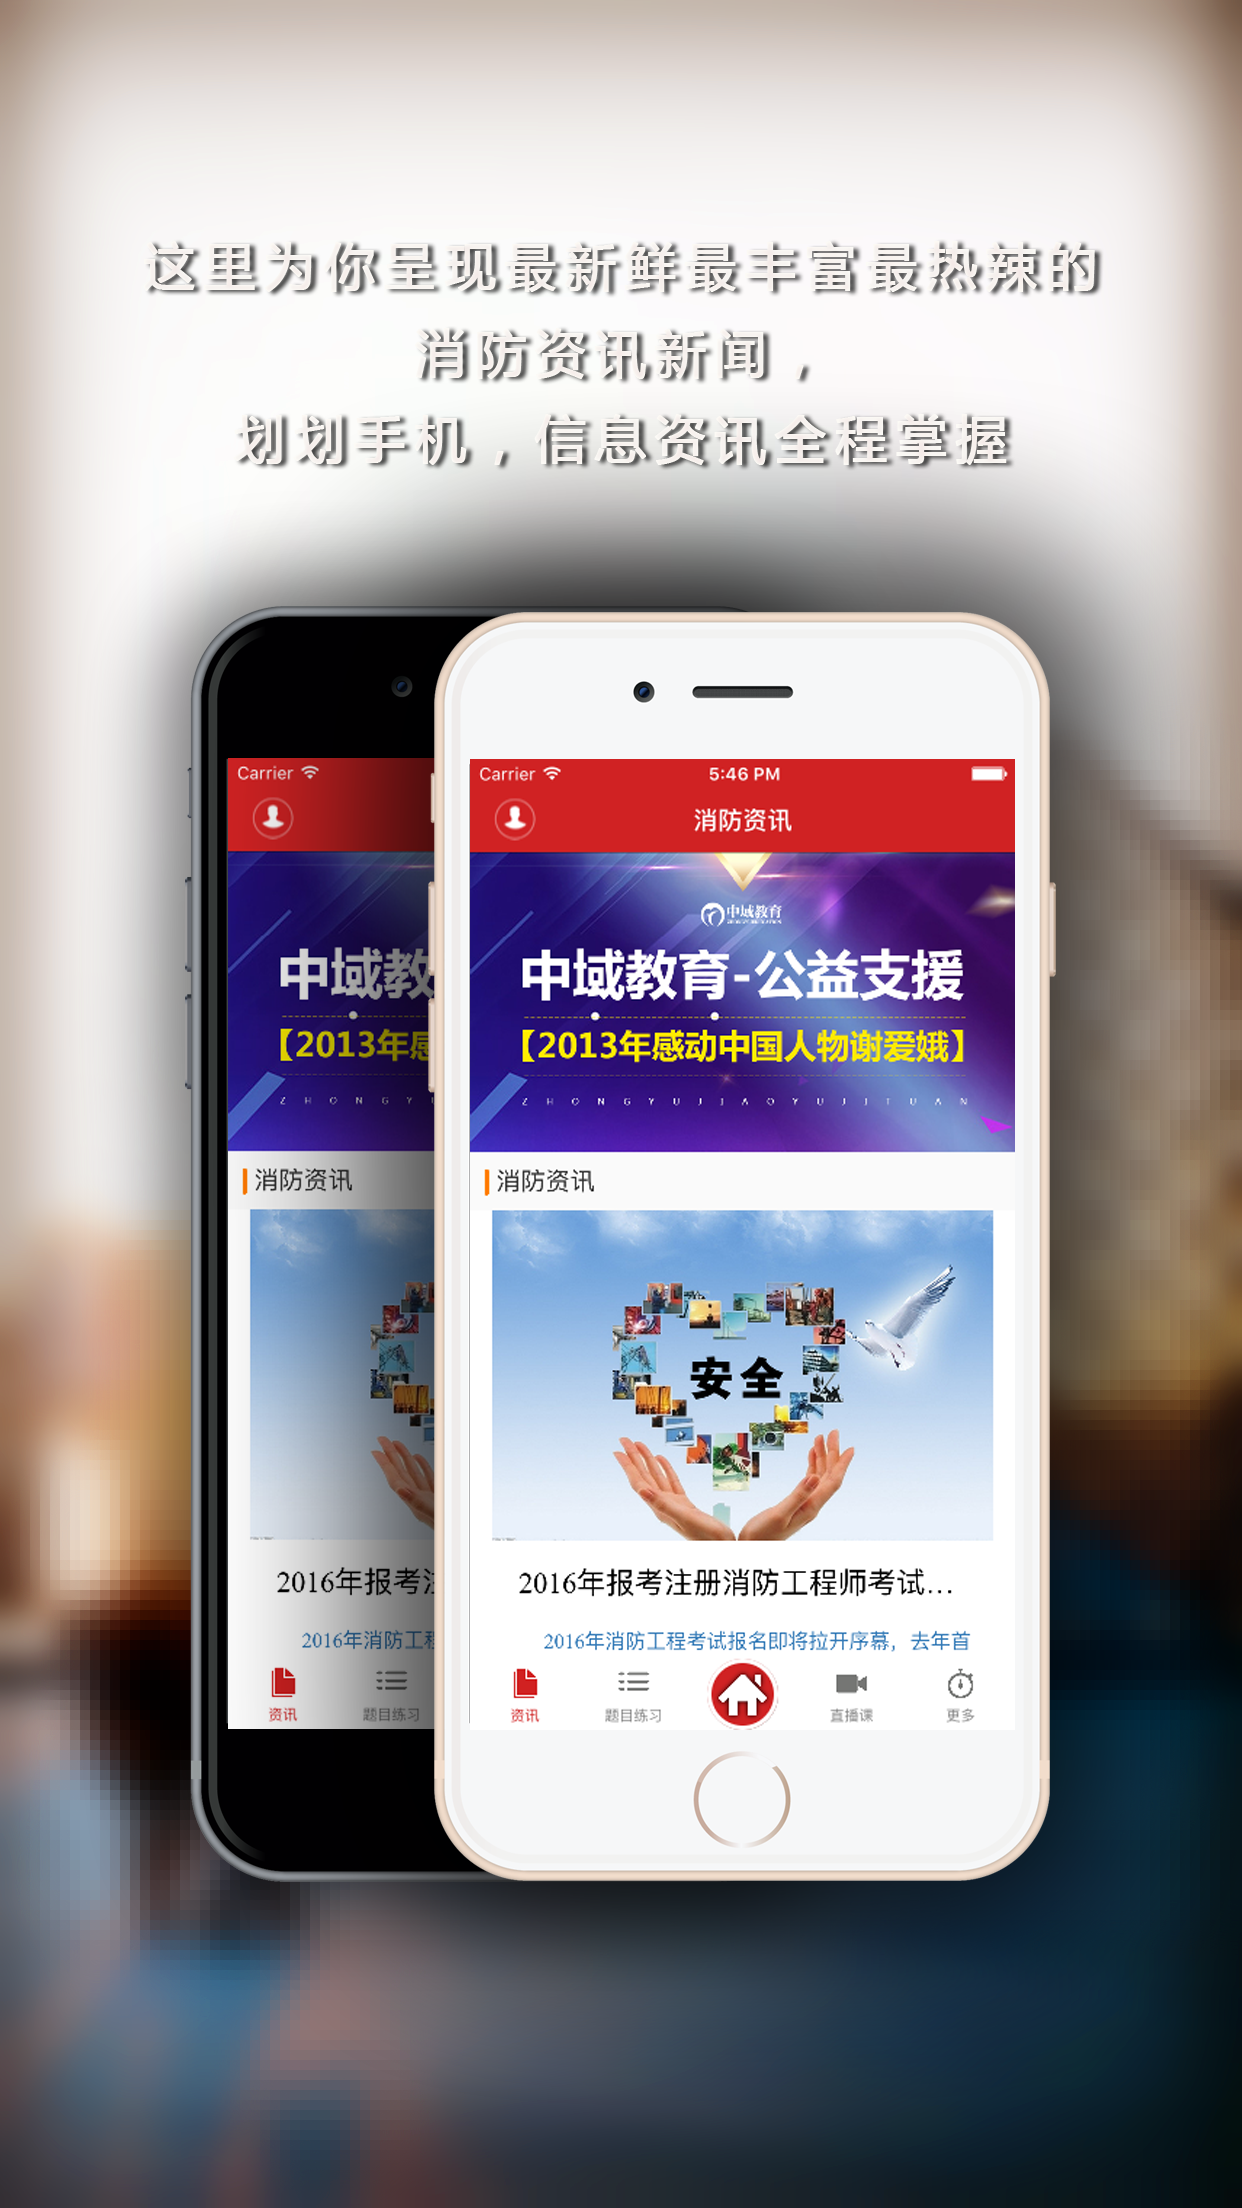 这里为你呈现最新鲜最丰富最热辣的
消防资讯新闻，
划划手机，信息资讯全程掌握
Carrier
Carrier
5:46 PM
消防资讯
中域教育
中域教
中域教育-公益支援
【2013年感
【2013年感动中国人物谢爱娥】
ZHONGYU
ZHONGYUJIAOYUJITUAN
消防资讯
消防资讯
安全
2016年报考注
2016年报考注册消防工程师考试...
2016年消防工程
2016年消防工程考试报名即将拉开序幕，去年首
资讯
题目练习
资讯
题目练习
直播课
更多